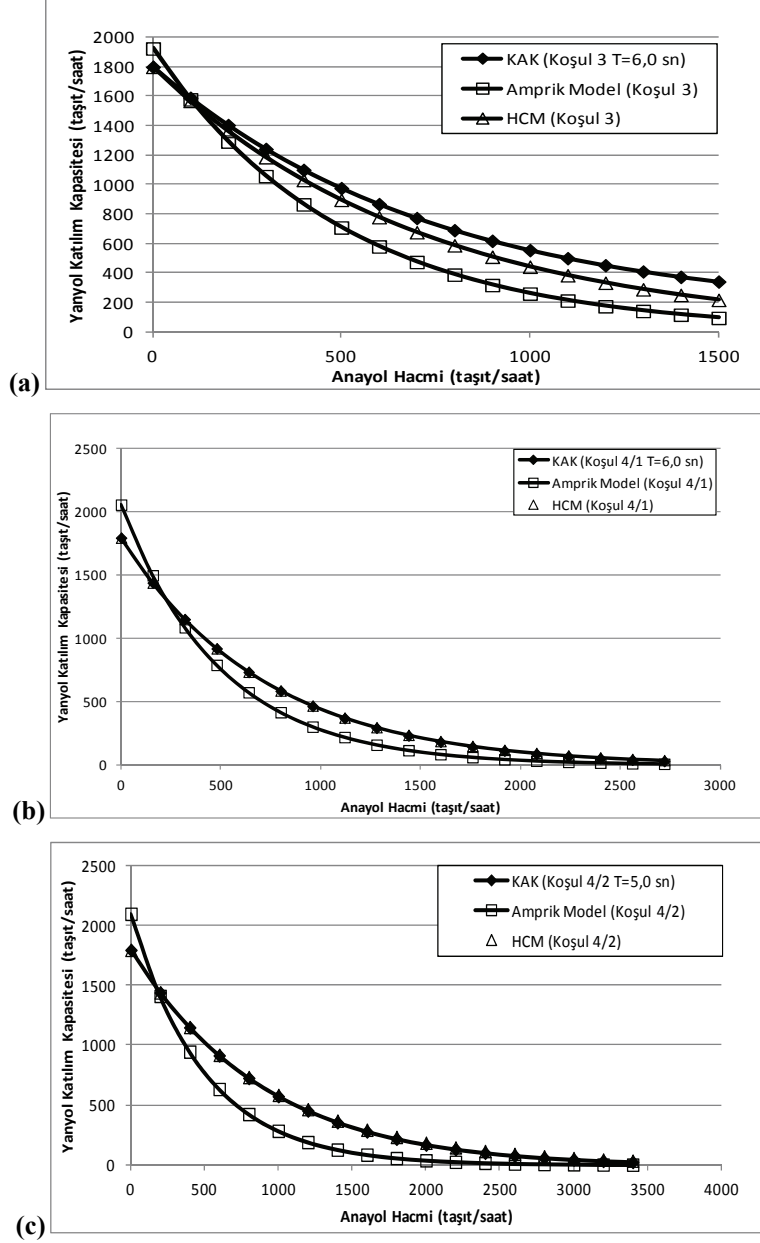 2000
1800
1600
1400
1200
1000
800
600
400
200
0
Yanyol Katılım Kapasitesi (taşıt/saat)
KAK (Koşul 3 T=6,0 sn)
Amprik Model (Koşul 3)
HCM (Koşul 3)
0 500 1000 1500
Anayol Hacmi (taşıt/saat)
(a)
2500
2000
1500
1000
500
0
Yanyol Katılım Kapasitesi (taşıt/saat)
KAK (Koşul 4/1 T=6,0 sn)
Amprik Model (Koşul 4/1)
HCM (Koşul 4/1)
0 500 1000 1500 2000 2500 3000
Anayol Hacmi (taşıt/saat)
(b)
2500
2000
1500
1000
500
0
Yanyol Katılım Kapasitesi (taşıt/saat)
KAK (Koşul 4/2 T=5,0 sn)
Amprik Model (Koşul 4/2)
HCM (Koşul 4/2)
0 500 1000 1500 2000 2500 3000 3500 4000
Anayol Hacmi (taşıt/saat)
(c)